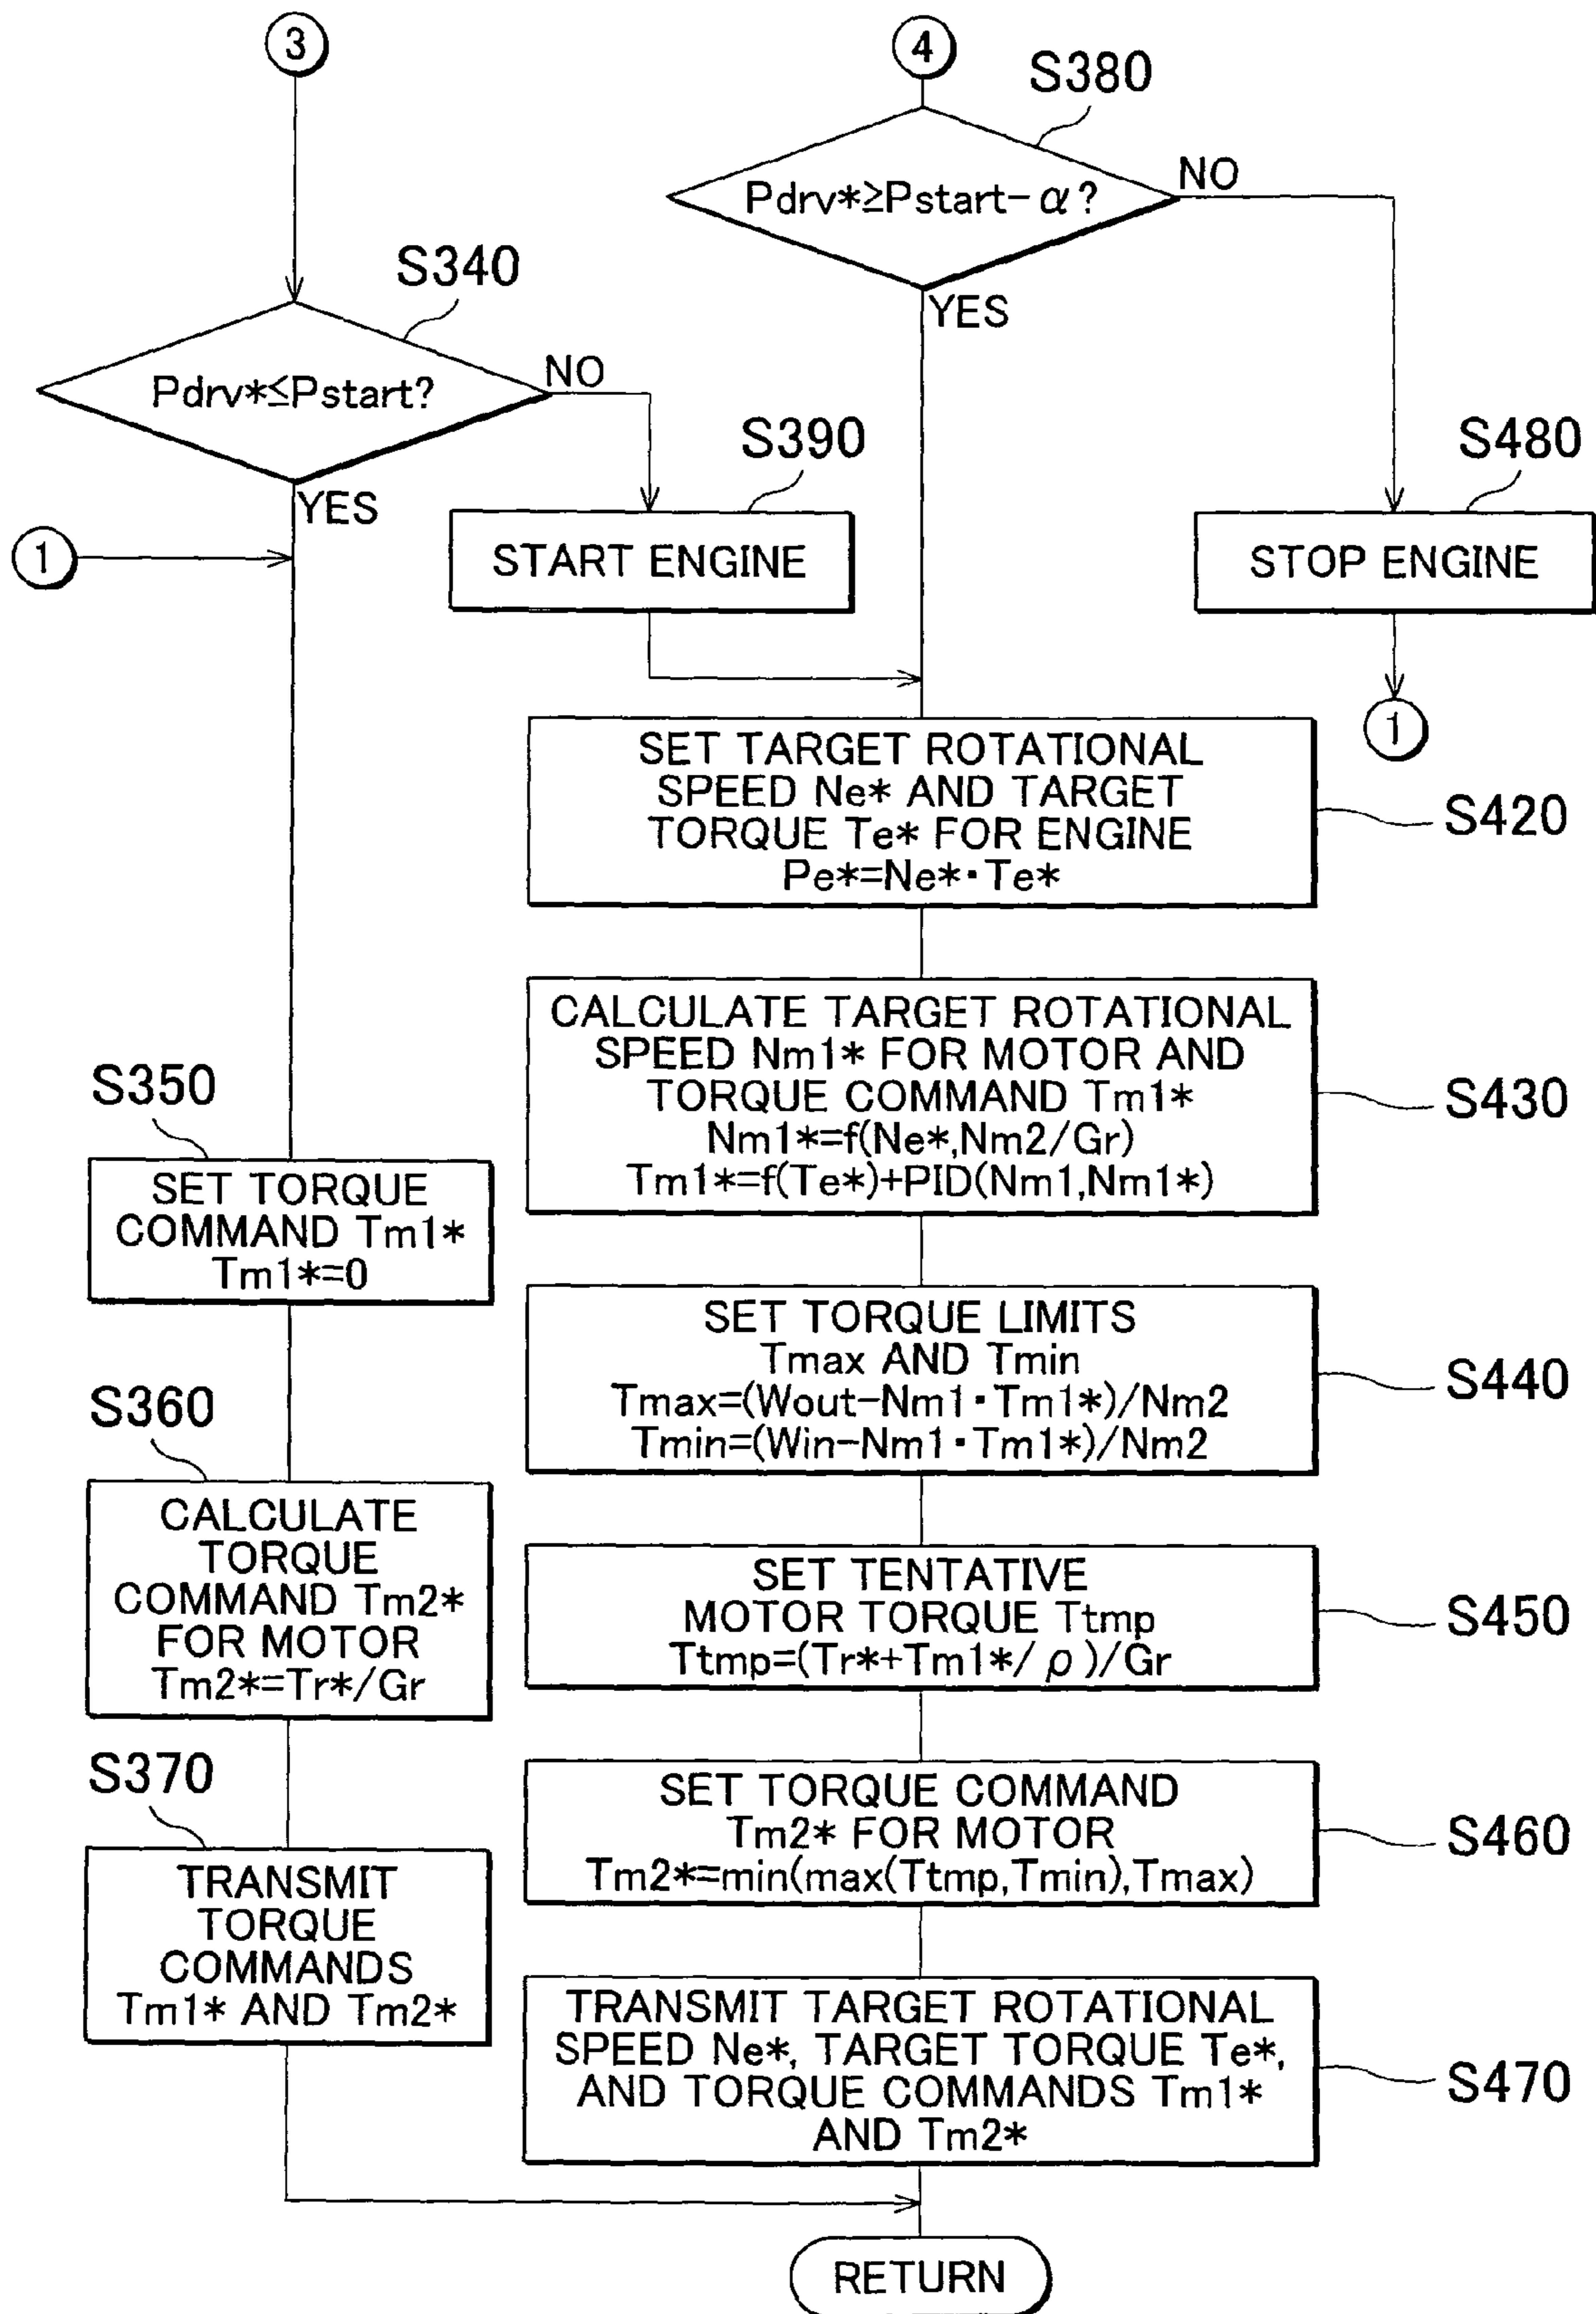 3
4
S380
Pdrv*≥Pstart-α?
NO
YES
S340
Pdrv*≤Pstart?
NO
YES
S390
START ENGINE
S480
STOP ENGINE
1
1
SET TARGET ROTATIONAL
SPEED Ne* AND TARGET
TORQUE Te* FOR ENGINE
Pe*=Ne*·Te*
S420
CALCULATE TARGET ROTATIONAL
SPEED Nm1* FOR MOTOR AND
TORQUE COMMAND Tm1*
Nm1*=f(Ne*,Nm2/Gr)
Tm1*=f(Te*)+PID(Nm1,Nm1*)
S430
S350
SET TORQUE
COMMAND Tm1*
Tm1*=0
SET TORQUE LIMITS
Tmax AND Tmin
Tmax=(Wout-Nm1·Tm1*)/Nm2
Tmin=(Win-Nm1·Tm1*)/Nm2
S440
S360
CALCULATE
TORQUE
COMMAND Tm2*
FOR MOTOR
Tm2*=Tr*/Gr
SET TENTATIVE
MOTOR TORQUE Ttmp
Ttmp=(Tr*+Tm1*/ρ)/Gr
S450
S370
TRANSMIT
TORQUE
COMMANDS
Tm1* AND Tm2*
SET TORQUE COMMAND
Tm2* FOR MOTOR
Tm2*=min(max(Ttmp,Tmin),Tmax)
S460
TRANSMIT TARGET ROTATIONAL
SPEED Ne*, TARGET TORQUE Te*,
AND TORQUE COMMANDS Tm1*
AND Tm2*
S470
RETURN